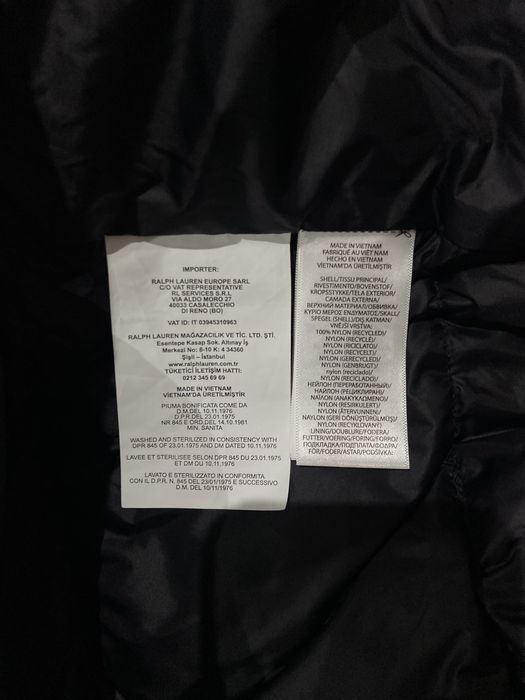 IMPORTER:
RALPH LAUREN EUROPE SARL
C/O VAT REPRESENTATIVE
RL SERVICES S.R.L
VIA ALDO MORO 27
40033 CASALECCHIO
DI RENO (BO)
VAT ID: IT 03945310963
RALPH LAUREN MAĞAZACILIK VE TİC. LTD. ŞTİ.
Esentepe Kasap Sok. Altınay İş
Merkezi No: 8-10 K: 4 34360
Şişli – İstanbul
www.ralphlauren.com.tr
TÜKETİCİ İLETİŞİM HATTI:
0212 345 69 69
MADE IN VIETNAM
VİETNAM'DA ÜRETİLMİŞTİR
PIUMA BONIFICATA COME DA
D.M.DEL 10.11.1976
D.P.R.DEL 23.01.1975
NR 845 E ORD.DEL 14.10.1981
MIN. SANITA
WASHED AND STERILIZED IN CONSISTENCY WITH
DPR 845 OF 23.01.1975 AND DM DATED 10.11.1976
LAVEE ET STERILISEE SELON DPR 845 DU 23.01.1975
ET DM DU 10.11.1976
LAVATO E STERILIZZATO IN CONFORMITA
CON IL D.P.R. N. 845 DEL 23/01/1975 E SUCCESSIVO
D.M. DEL 10/11/1976
MADE IN VIETNAM
FABRIQUÉ AU VIET NAM
HECHO EN VIETNAM
VİETNAM'DA ÜRETİLMİŞTİR
SHELL/TISSU PRINCIPAL/
RIVESTIMENTO/BOVENSTOF/
KROPSSTYKKE/TELA EXTERIOR/
CAMADA EXTERNA/
ВЕРХНИЙ МАТЕРИАЛ/ОБВИВКА/
ΚΥΡΙΟ ΜΕΡΟΣ ΕΝΔΥΜΑΤΟΣ/SKALL/
SPEGEL (SHELL)/DIŞ KATMAN/
VNĚJŠÍ VRSTVA:
100% NYLON (RECYCLED)/
NYLON (RECYCLÉ)/
NYLON (RICICLATO)/
NYLON (RECYCELT)/
NYLON (GERECYCLED)/
NYLON (GENBRUGT)/
nylon (reciclado)/
NYLON (RECICLADO)/
НЕЙЛОН (ПЕРЕРАБОТАННЫЙ)/
НАЙЛОН (РЕЦИКЛИРАН)/
ΝΑΪΛΟΝ (ΑΝΑΚΥΚΛΩΜΕΝΟ)/
NYLON (RESIRKULERT)/
NYLON (ÅTERVUNNEN)/
NAYLON (GERİ DÖNÜŞTÜRÜLMÜŞ)/
NYLON (RECYKLOVANÝ)
LINING/DOUBLURE/FODERA/
FUTTER/VOERING/FORING/FORRO/
ПОДКЛАДКА/ПОДПЛАТА/ΦΟΔΡΑ/
FÔR/FODER/ASTAR/PODŠÍVKA: